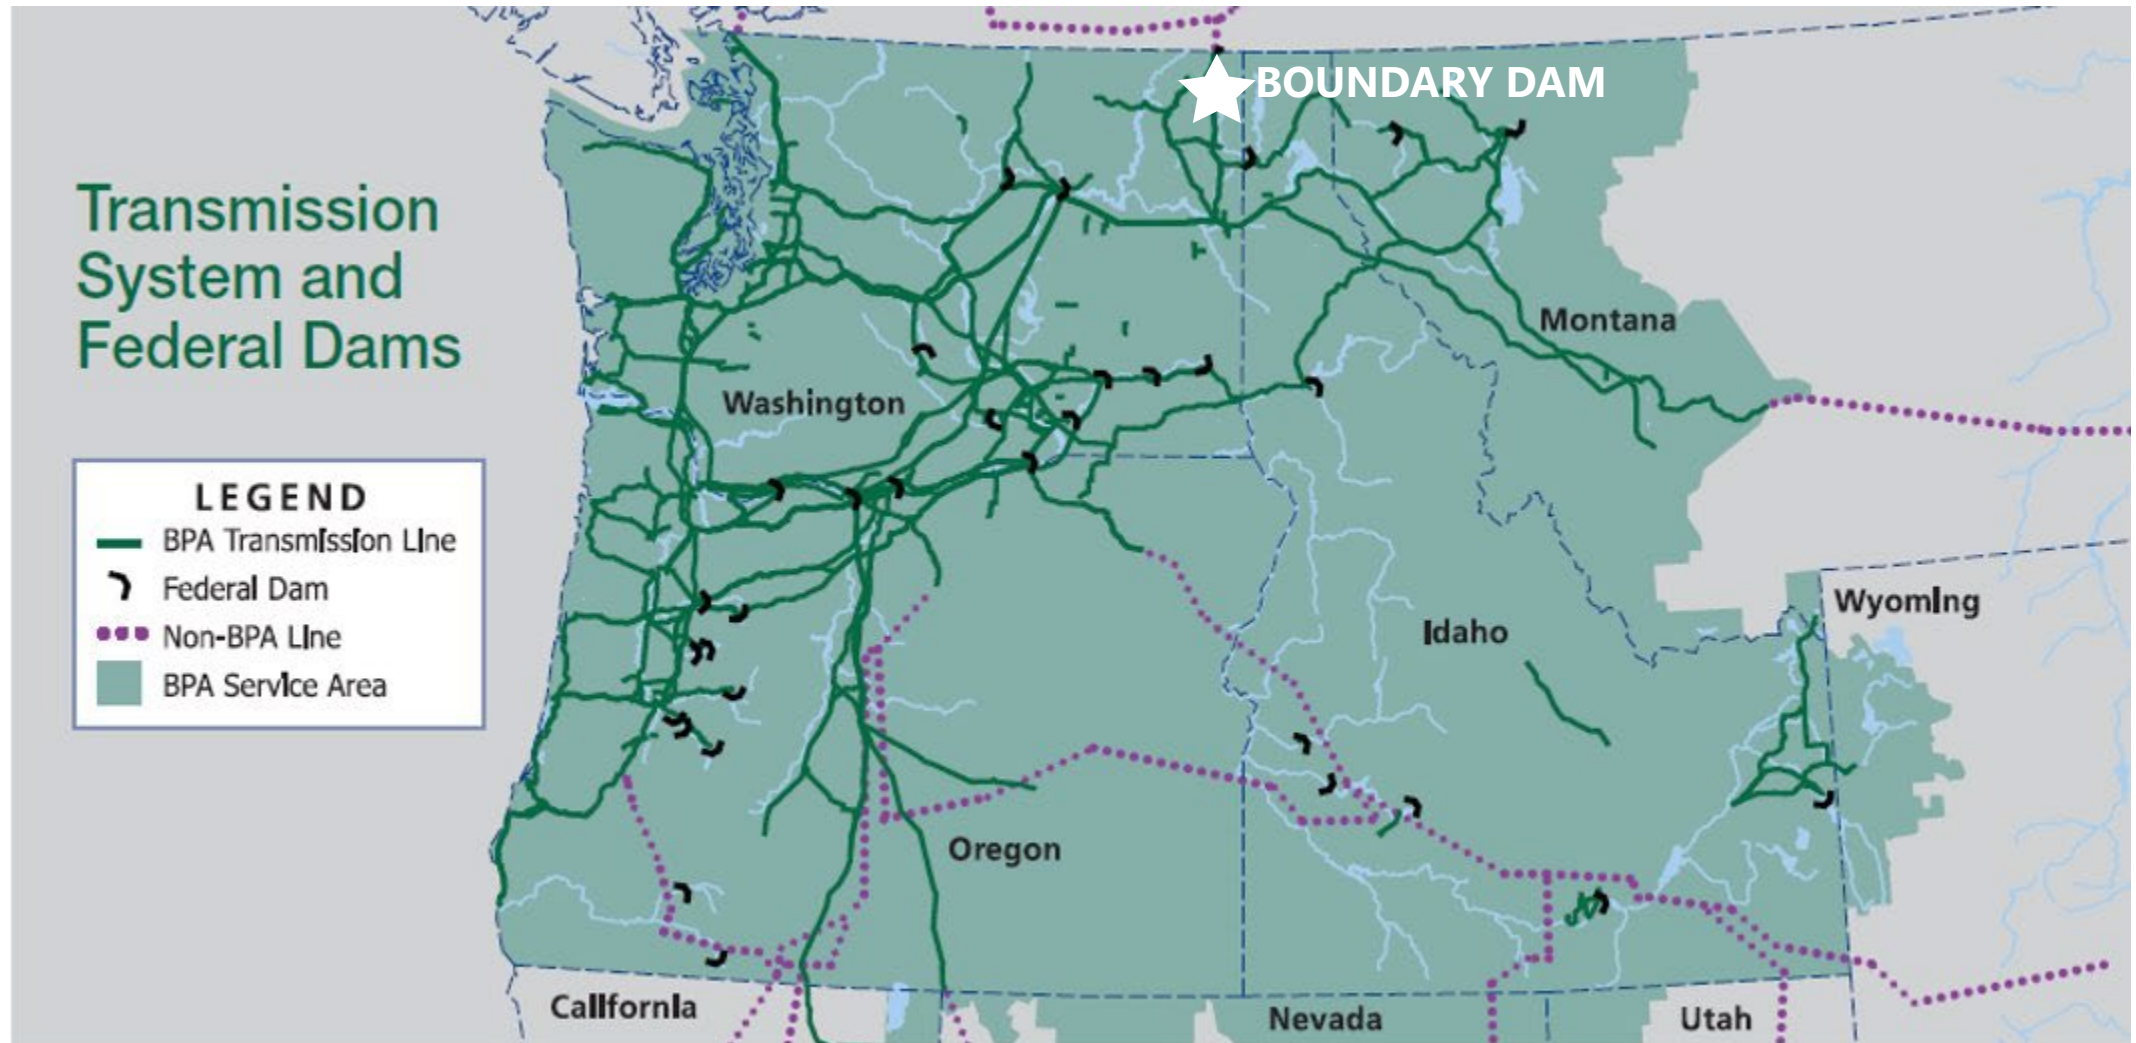 BOUNDARY DAM
Transmission
System and
Federal Dams
Montana
Washington
LEGEND
BPA Transmission Line
Federal Dam
Non-BPA Line
BPA Service Area
Wyoming
Idaho
Oregon
California
Nevada
Utah